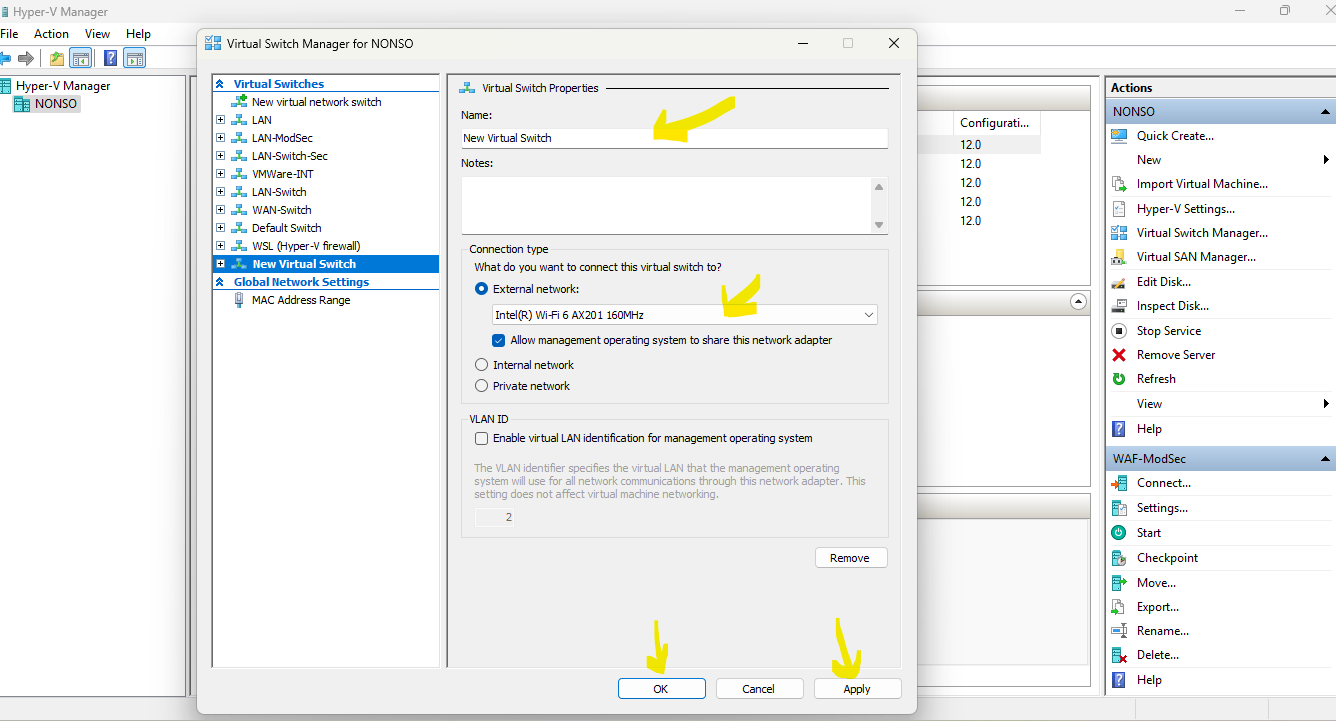 Hyper-V Manager
File Action View Help
Hyper-V Manager
NONSO
Virtual Switch Manager for NONSO
Virtual Switches
New virtual network switch
LAN
LAN-ModSec
LAN-Switch-Sec
VMWare-INT
LAN-Switch
WAN-Switch
Default Switch
WSL (Hyper-V firewall)
New Virtual Switch
Global Network Settings
MAC Address Range
Virtual Switch Properties
Name:
New Virtual Switch
Notes:
Connection type
What do you want to connect this virtual switch to?
External network:
Intel(R) Wi-Fi 6 AX201 160MHz
Allow management operating system to share this network adapter
Internal network
Private network
VLAN ID
Enable virtual LAN identification for management operating system
The VLAN identifier specifies the virtual LAN that the management operating
system will use for all network communications through this network adapter. This
setting does not affect virtual machine networking.
2
Remove
OK Cancel Apply
Configurati...
12.0
12.0
12.0
12.0
12.0
Actions
NONSO
Quick Create...
New
Import Virtual Machine...
Hyper-V Settings...
Virtual Switch Manager...
Virtual SAN Manager...
Edit Disk...
Inspect Disk...
Stop Service
Remove Server
Refresh
View
Help
WAF-ModSec
Connect...
Settings...
Start
Checkpoint
Move...
Export...
Rename...
Delete...
Help